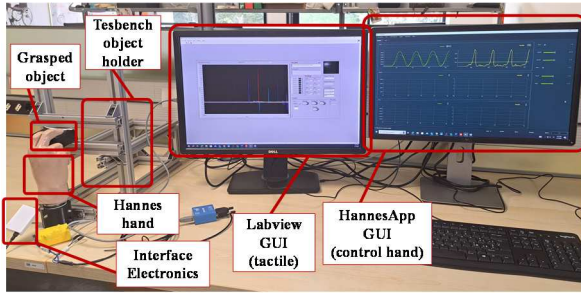 Tesbench
object
holder
Grasped
object
Hannes
hand
Interface
Electronics
Labview
GUI
(tactile)
HannesApp
GUI
(control hand)
DELL